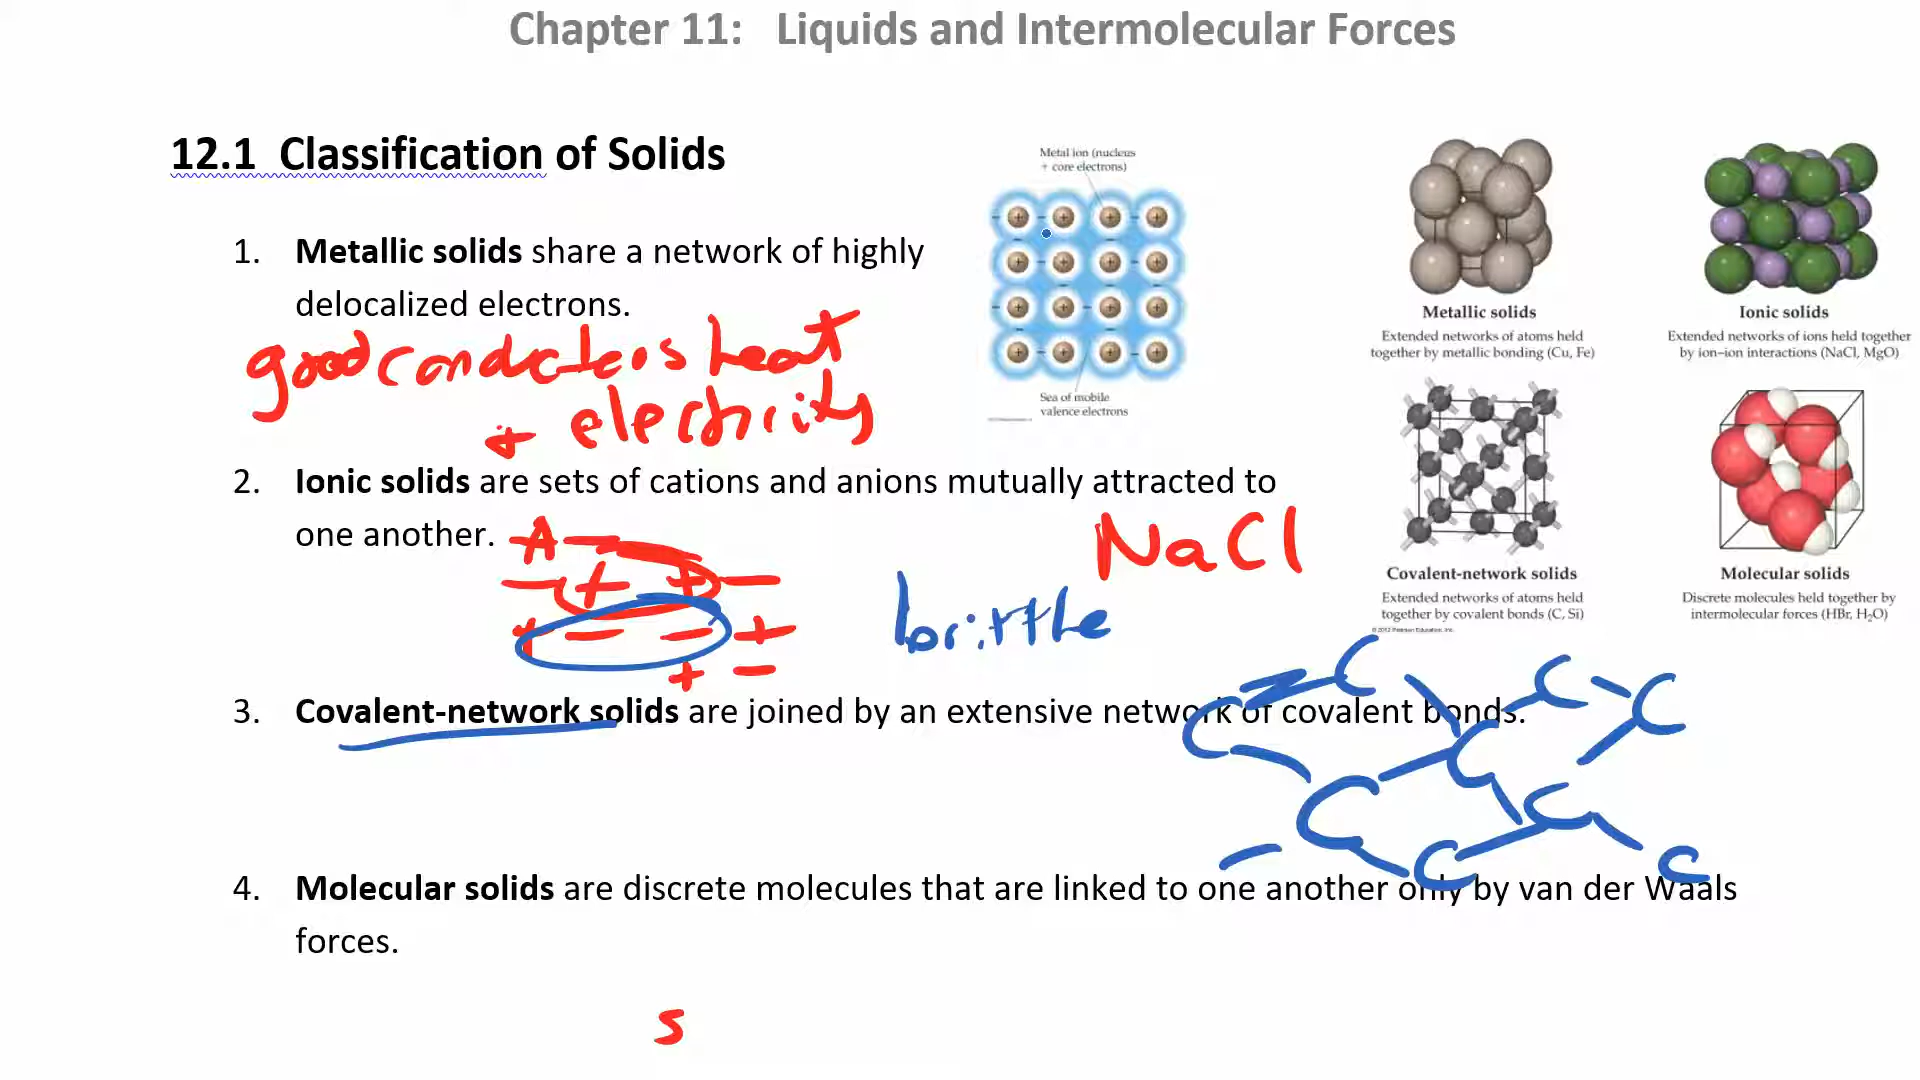 Chapter 11: Liquids and Intermolecular Forces
12.1 Classification of Solids
1. Metallic solids share a network of highly
delocalized electrons.
good conductors heat
+ electricity
Metal ion (nucleus
+ core electrons)
Sea of mobile
valence electrons
Metallic solids
Extended networks of atoms held
together by metallic bonding (Cu, Fe)
Ionic solids
Extended networks of ions held together
by ion–ion interactions (NaCl, MgO)
Covalent-network solids
Extended networks of atoms held
together by covalent bonds (C, Si)
© 2012 Pearson Education, Inc.
Molecular solids
Discrete molecules held together by
intermolecular forces (HBr, H₂O)
2. Ionic solids are sets of cations and anions mutually attracted to
one another.
NaCl
brittle
3. Covalent-network solids are joined by an extensive network of covalent bonds.
C C C
C C
C C
C C
4. Molecular solids are discrete molecules that are linked to one another only by van der Waals
forces.
s